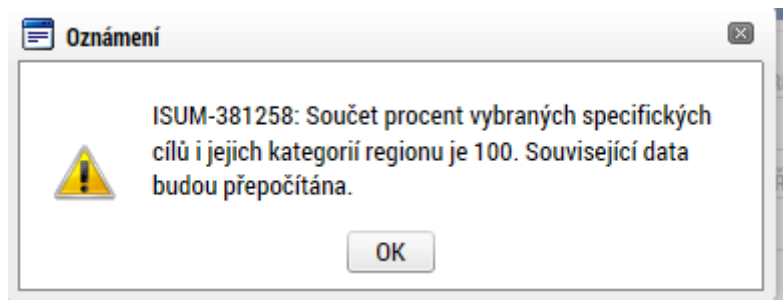 Oznámení
ISUM-381258: Součet procent vybraných specifických
cílů i jejich kategorií regionu je 100. Související data
budou přepočítána.
OK